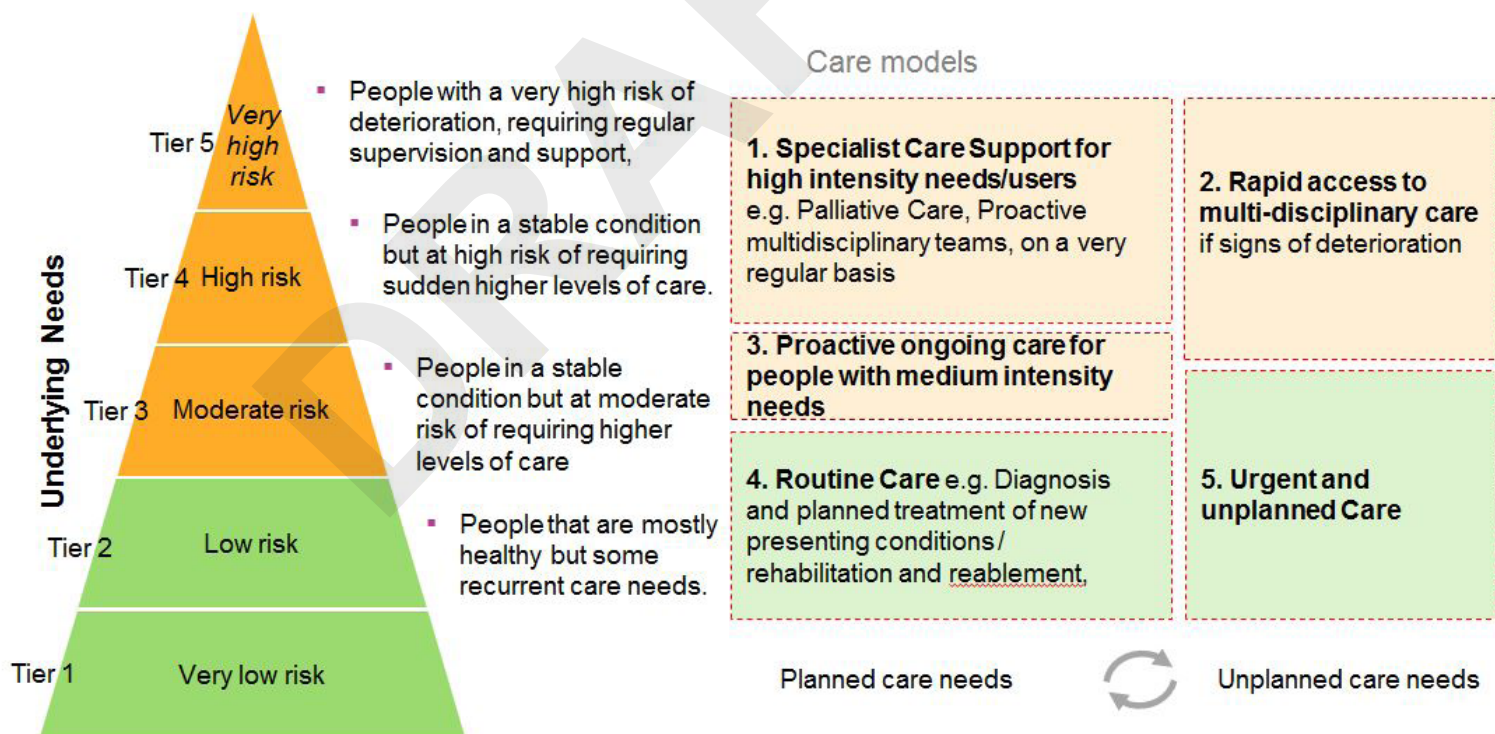 Care models
Very
high
risk
Tier 5
People with a very high risk of
deterioration, requiring regular
supervision and support,
Tier 4
High risk
People in a stable condition
but at high risk of requiring
sudden higher levels of care.
Underlying Needs
Tier 3
Moderate risk
People in a stable
condition but at moderate
risk of requiring higher
levels of care
Tier 2
Low risk
People that are mostly
healthy but some
recurrent care needs.
Tier 1
Very low risk
1. Specialist Care Support for
high intensity needs/users
e.g. Palliative Care, Proactive
multidisciplinary teams, on a very
regular basis
2. Rapid access to
multi-disciplinary care
if signs of deterioration
3. Proactive ongoing care for
people with medium intensity
needs
4. Routine Care e.g. Diagnosis
and planned treatment of new
presenting conditions/
rehabilitation and reablement,
5. Urgent and
unplanned Care
Planned care needs
Unplanned care needs
DRAF